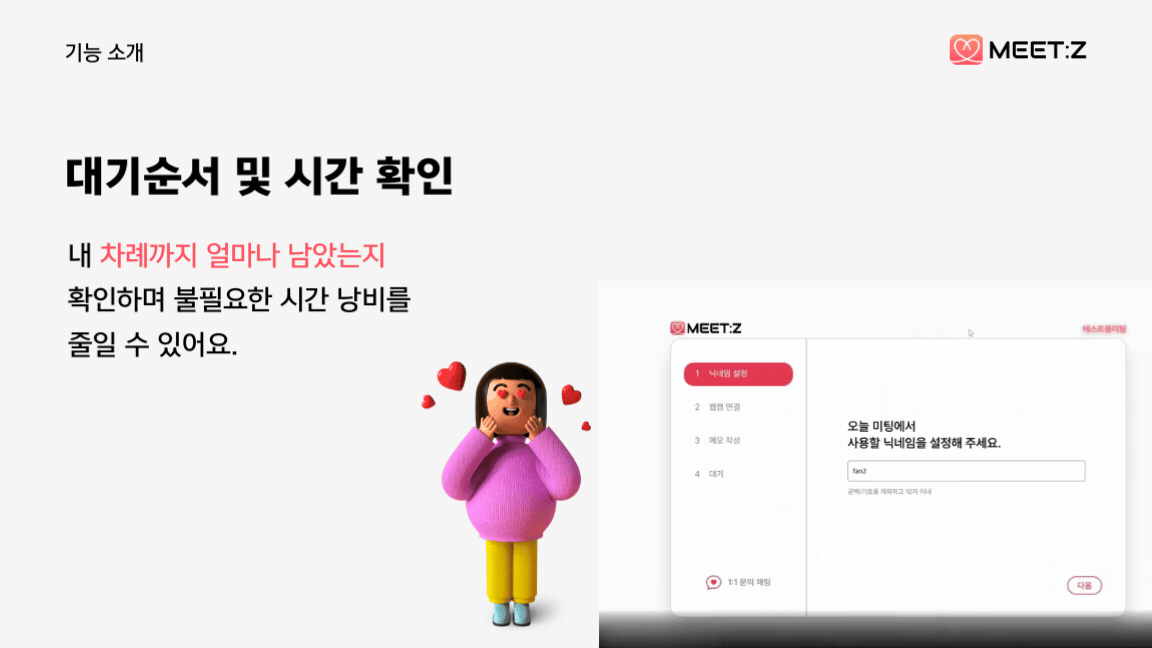 기능 소개
MEET:Z
대기순서 및 시간 확인
내 차례까지 얼마나 남았는지
확인하며 불필요한 시간 낭비를
줄일 수 있어요.
MEET:Z
테스트용미팅
1 닉네임 설정
2 웹캠 연결
3 메모 작성
4 대기
오늘 미팅에서
사용할 닉네임을 설정해 주세요.
fan2
공백/기호를 제외하고 10자 이내
1:1 문의 채팅
다음